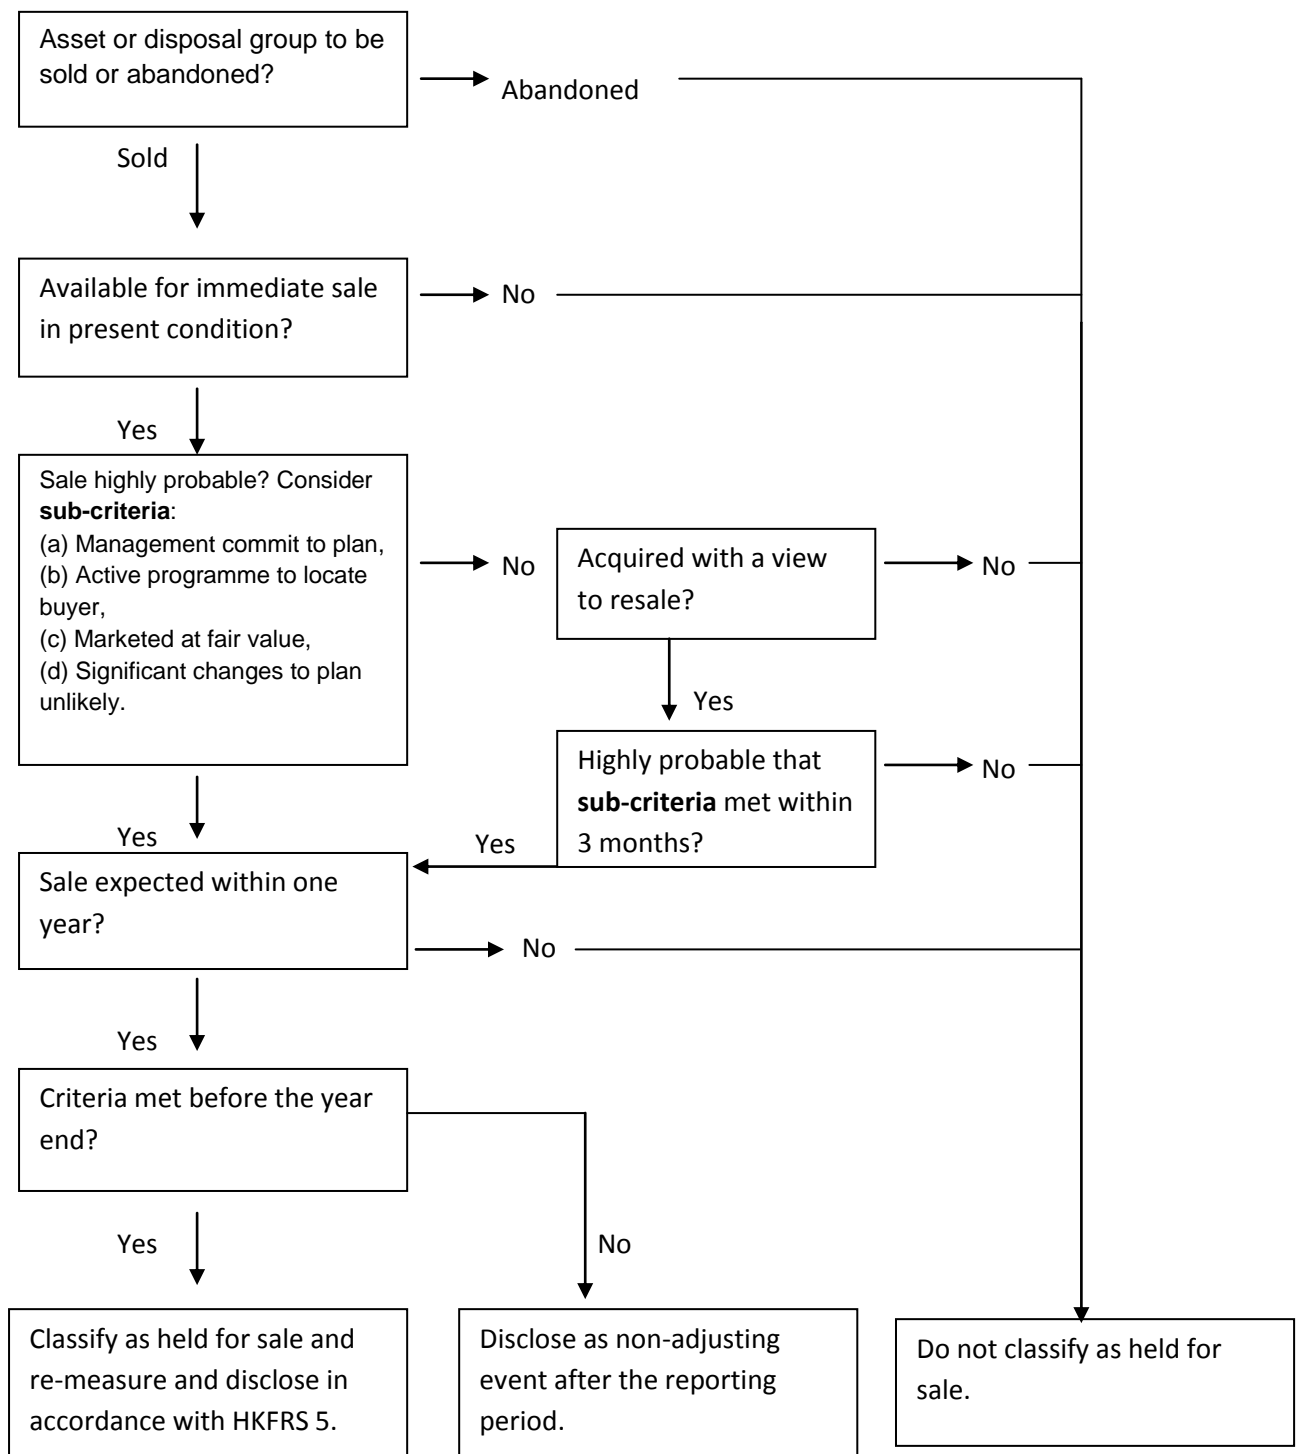 Asset or disposal group to be
sold or abandoned?
Abandoned
Sold
Available for immediate sale
in present condition?
No
Yes
Sale highly probable? Consider
sub-criteria:
(a) Management commit to plan,
(b) Active programme to locate
buyer,
(c) Marketed at fair value,
(d) Significant changes to plan
unlikely.
No
Acquired with a view
to resale?
No
Yes
Highly probable that
sub-criteria met within
3 months?
No
Yes
Yes
Sale expected within one
year?
No
Yes
Criteria met before the year
end?
Yes
No
Classify as held for sale and
re-measure and disclose in
accordance with HKFRS 5.
Disclose as non-adjusting
event after the reporting
period.
Do not classify as held for
sale.